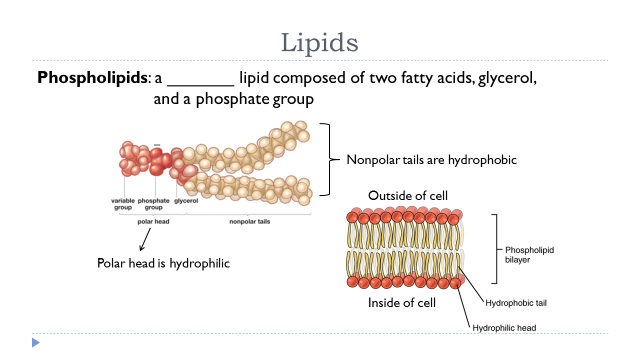 Lipids
Phospholipids: a ________ lipid composed of two fatty acids, glycerol,
and a phosphate group
Nonpolar tails are hydrophobic
variable group
phosphate group
glycerol
polar head
nonpolar tails
Polar head is hydrophilic
Outside of cell
Phospholipid
bilayer
Inside of cell
Hydrophobic tail
Hydrophilic head